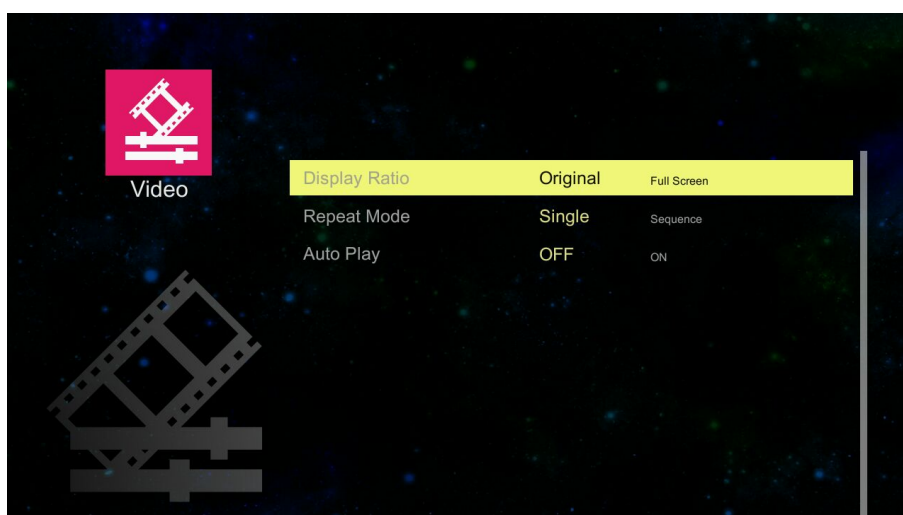 Video
Display Ratio Original Full Screen
Repeat Mode Single Sequence
Auto Play OFF ON